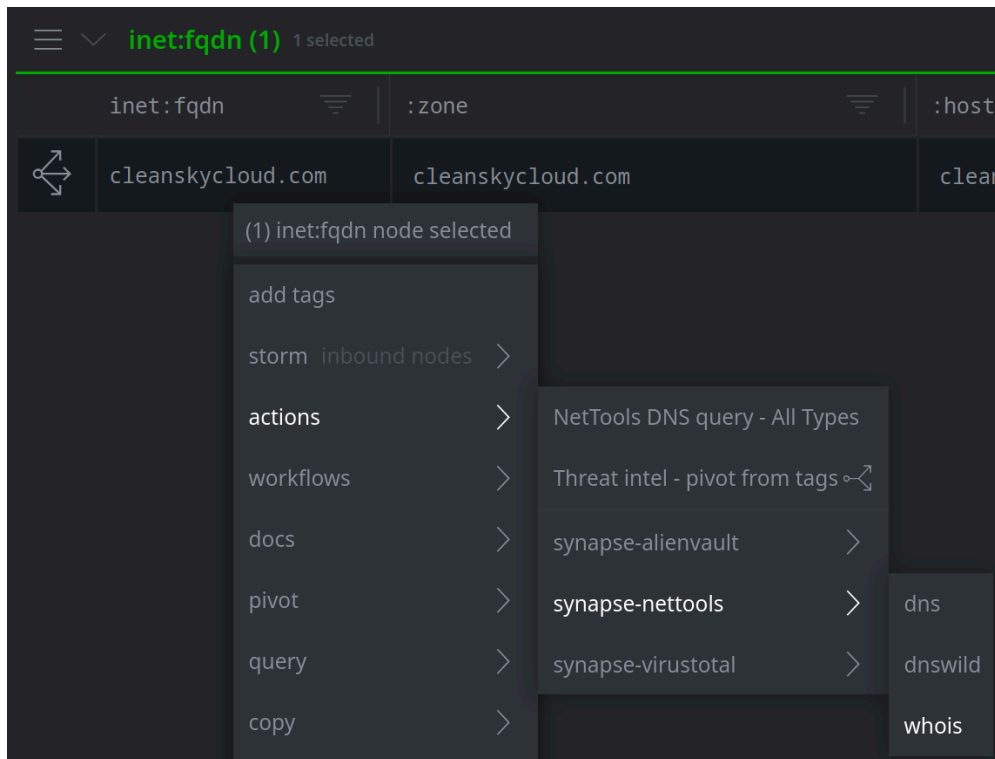 inet:fqdn (1) 1 selected
inet:fqdn :zone :host
cleanskycloud.com cleanskycloud.com clear
(1) inet:fqdn node selected
add tags
storm inbound nodes
actions NetTools DNS query - All Types
workflows Threat intel - pivot from tags
docs synapse-alienvault
pivot synapse-nettools dns
query synapse-virustotal dnswild
copy whois